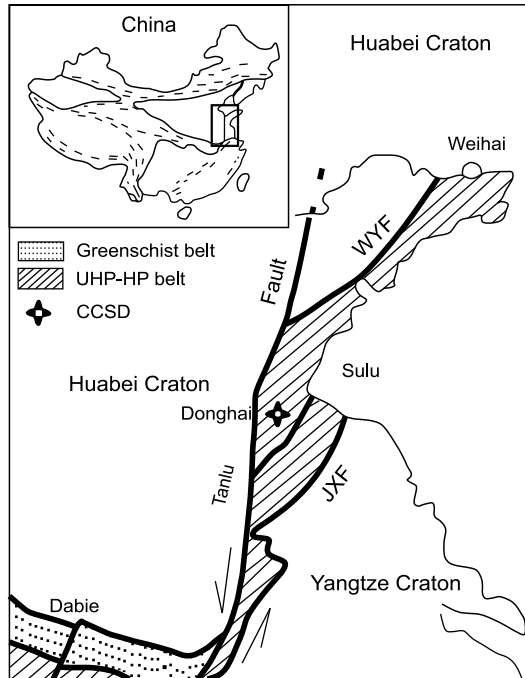 China
Huabei Craton
Weihai
WYF
Fault
Greenschist belt
UHP-HP belt
CCSD
Huabei Craton
Sulu
Donghai
Tanlu
JXF
Yangtze Craton
Dabie